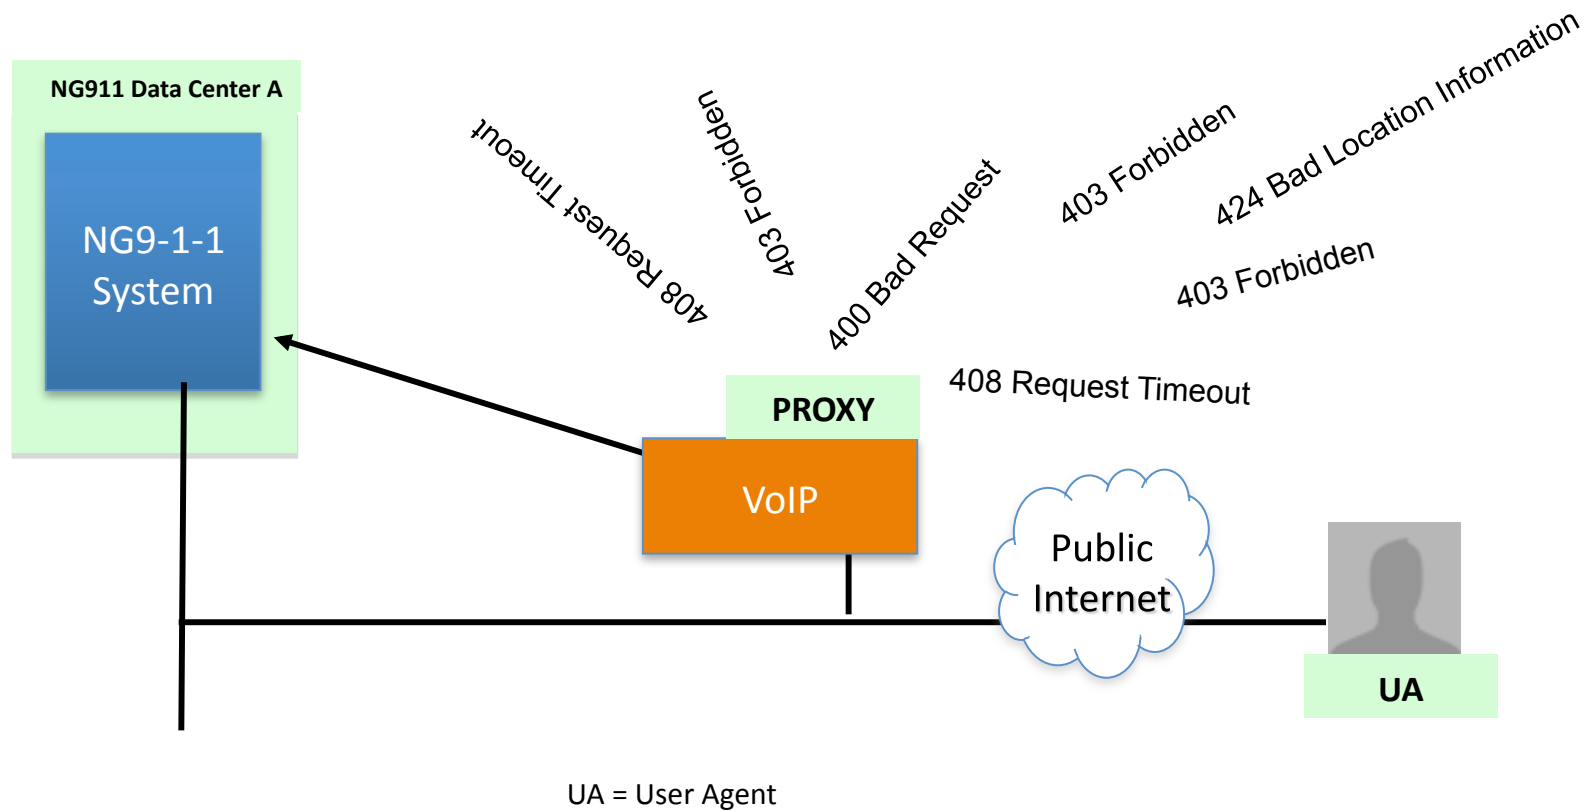 NG911 Data Center A
NG9-1-1
System
408 Request Timeout
403 Forbidden
400 Bad Request
403 Forbidden
424 Bad Location Information
403 Forbidden
408 Request Timeout
PROXY
VoIP
Public
Internet
UA
UA = User Agent